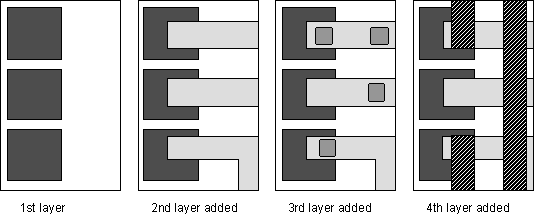 1st layer
2nd layer added
3rd layer added
4th layer added